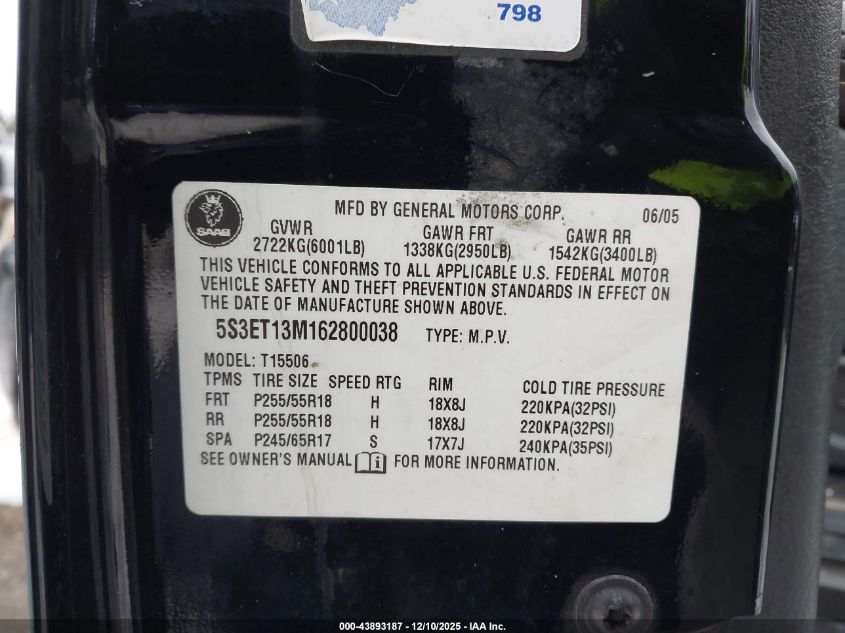 798
SAAB
MFD BY GENERAL MOTORS CORP. 06/05
GVWR GAWR FRT GAWR RR
2722KG(6001LB) 1338KG(2950LB) 1542KG(3400LB)
THIS VEHICLE CONFORMS TO ALL APPLICABLE U.S. FEDERAL MOTOR
VEHICLE SAFETY AND THEFT PREVENTION STANDARDS IN EFFECT ON
THE DATE OF MANUFACTURE SHOWN ABOVE.
5S3ET13M162800038 TYPE: M.P.V.
MODEL: T15506
TPMS TIRE SIZE SPEED RTG RIM COLD TIRE PRESSURE
FRT P255/55R18 H 18X8J 220KPA(32PSI)
RR P255/55R18 H 18X8J 220KPA(32PSI)
SPA P245/65R17 S 17X7J 240KPA(35PSI)
SEE OWNER'S MANUAL FOR MORE INFORMATION.
000-43893187 - 12/10/2025 - IAA Inc.